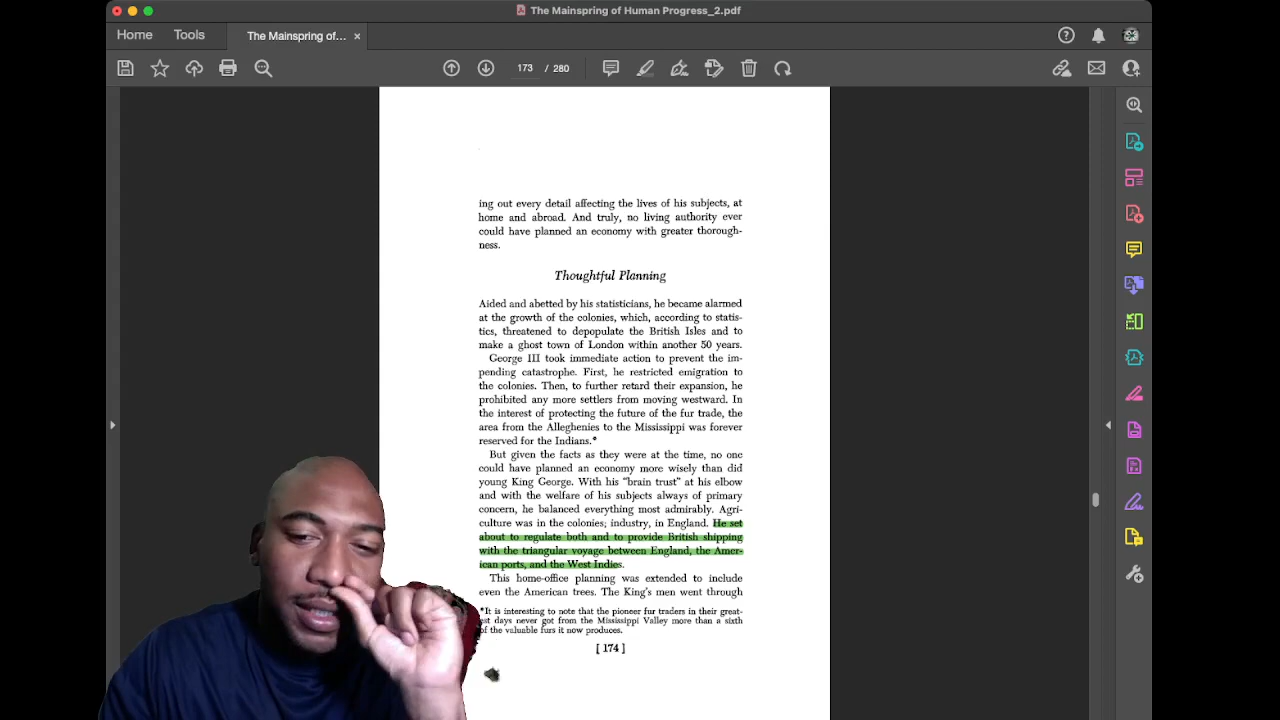 The Mainspring of Human Progress_2.pdf
Home Tools The Mainspring of... ×
173 / 280
ing out every detail affecting the lives of his subjects, at
home and abroad. And truly, no living authority ever
could have planned an economy with greater thorough-
ness.
Thoughtful Planning
Aided and abetted by his statisticians, he became alarmed
at the growth of the colonies, which, according to statis-
tics, threatened to depopulate the British Isles and to
make a ghost town of London within another 50 years.
George III took immediate action to prevent the im-
pending catastrophe. First, he restricted emigration to
the colonies. Then, to further retard their expansion, he
prohibited any more settlers from moving westward. In
the interest of protecting the future of the fur trade, the
area from the Alleghenies to the Mississippi was forever
reserved for the Indians.*
But given the facts as they were at the time, no one
could have planned an economy more wisely than did
young King George. With his "brain trust" at his elbow
and with the welfare of his subjects always of primary
concern, he balanced everything most admirably. Agri-
culture was in the colonies; industry, in England. He set
about to regulate both and to provide British shipping
with the triangular voyage between England, the Amer-
ican ports, and the West Indies.
This home-office planning was extended to include
even the American trees. The King's men went through
*It is interesting to note that the pioneer fur traders in their great-
est days never got from the Mississippi Valley more than a sixth
of the valuable furs it now produces.
[ 174 ]